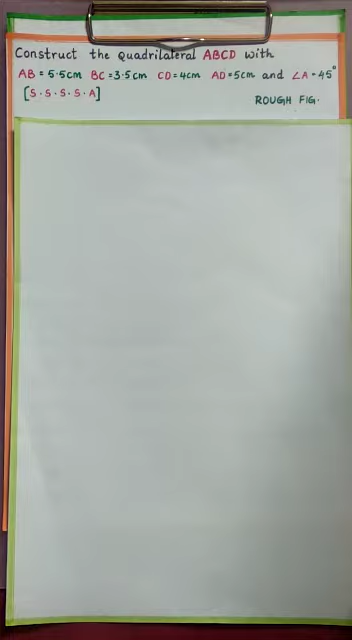 Construct the Quadrilateral ABCD with
AB = 5.5cm BC = 3.5cm CD = 4cm AD = 5cm and ∠A = 45°
[S.S.S.S.A]
ROUGH FIG.